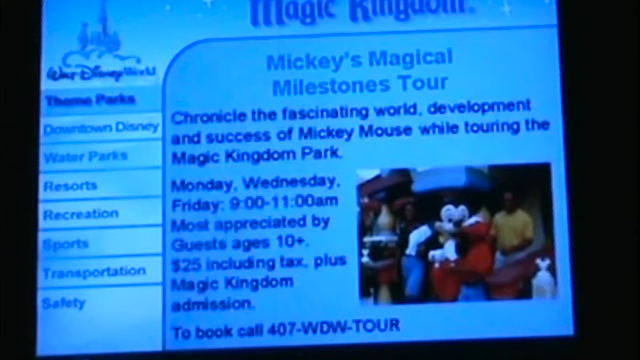 Magic Kingdom.
Walt Disney World
Theme Parks
Downtown Disney
Water Parks
Resorts
Recreation
Sports
Transportation
Safety
Mickey's Magical
Milestones Tour
Chronicle the fascinating world, development
and success of Mickey Mouse while touring the
Magic Kingdom Park.
Monday, Wednesday,
Friday: 9:00-11:00am
Most appreciated by
Guests ages 10+.
$25 including tax, plus
Magic Kingdom
admission.
To book call 407-WDW-TOUR